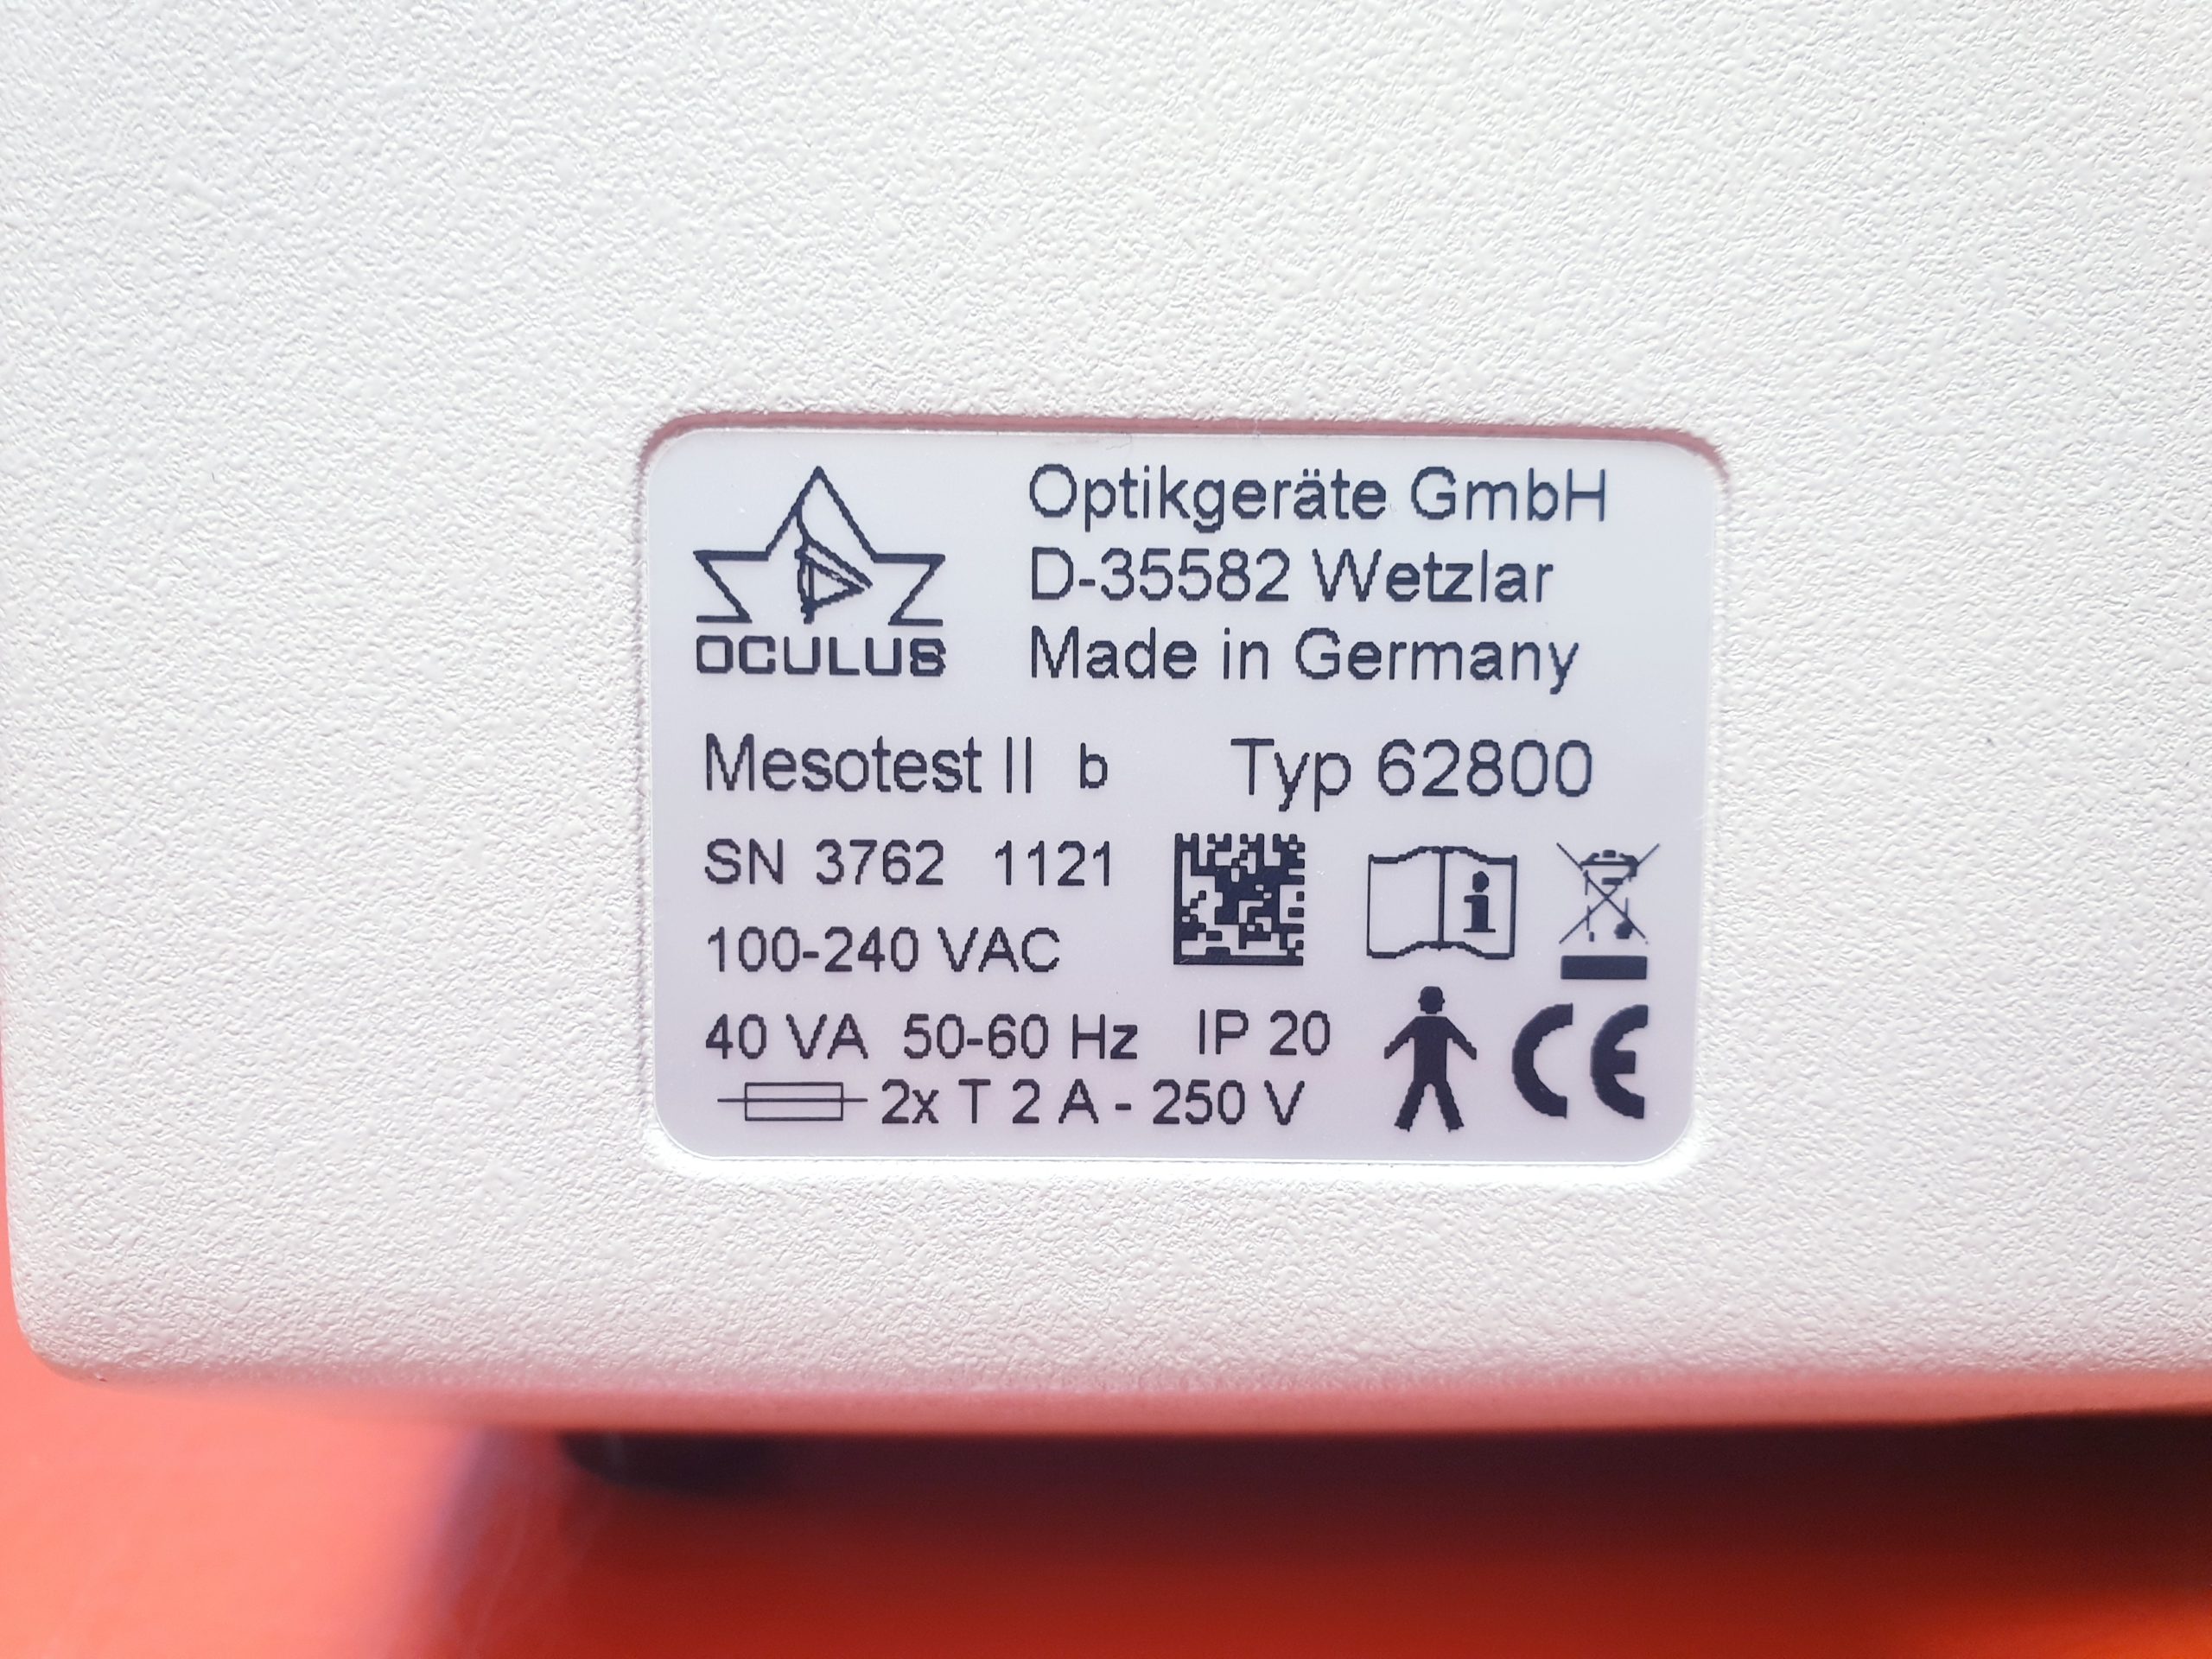 OCULUS
Optikgeräte GmbH
D-35582 Wetzlar
Made in Germany
Mesotest II b Typ 62800
SN 3762 1121
100-240 VAC
40 VA 50-60 Hz IP 20
2x T 2 A - 250 V
CE